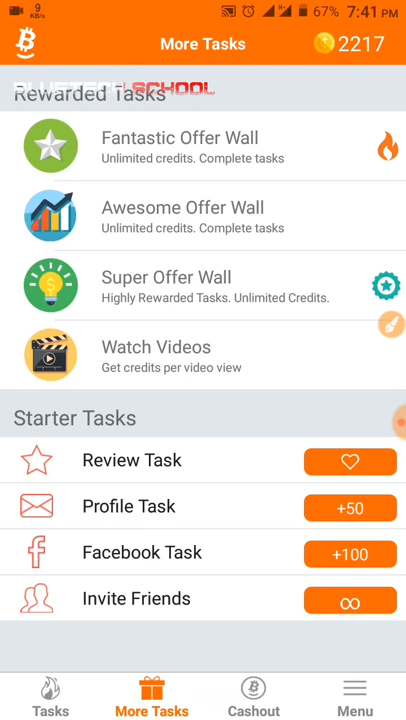 9
KB/s
67%
7:41 PM
More Tasks
2217
BLUETECH SCHOOL
Rewarded Tasks
Fantastic Offer Wall
Unlimited credits. Complete tasks
Awesome Offer Wall
Unlimited credits. Complete tasks
Super Offer Wall
Highly Rewarded Tasks. Unlimited Credits.
Watch Videos
Get credits per video view
Starter Tasks
Review Task
Profile Task +50
Facebook Task +100
Invite Friends ∞
Tasks More Tasks Cashout Menu